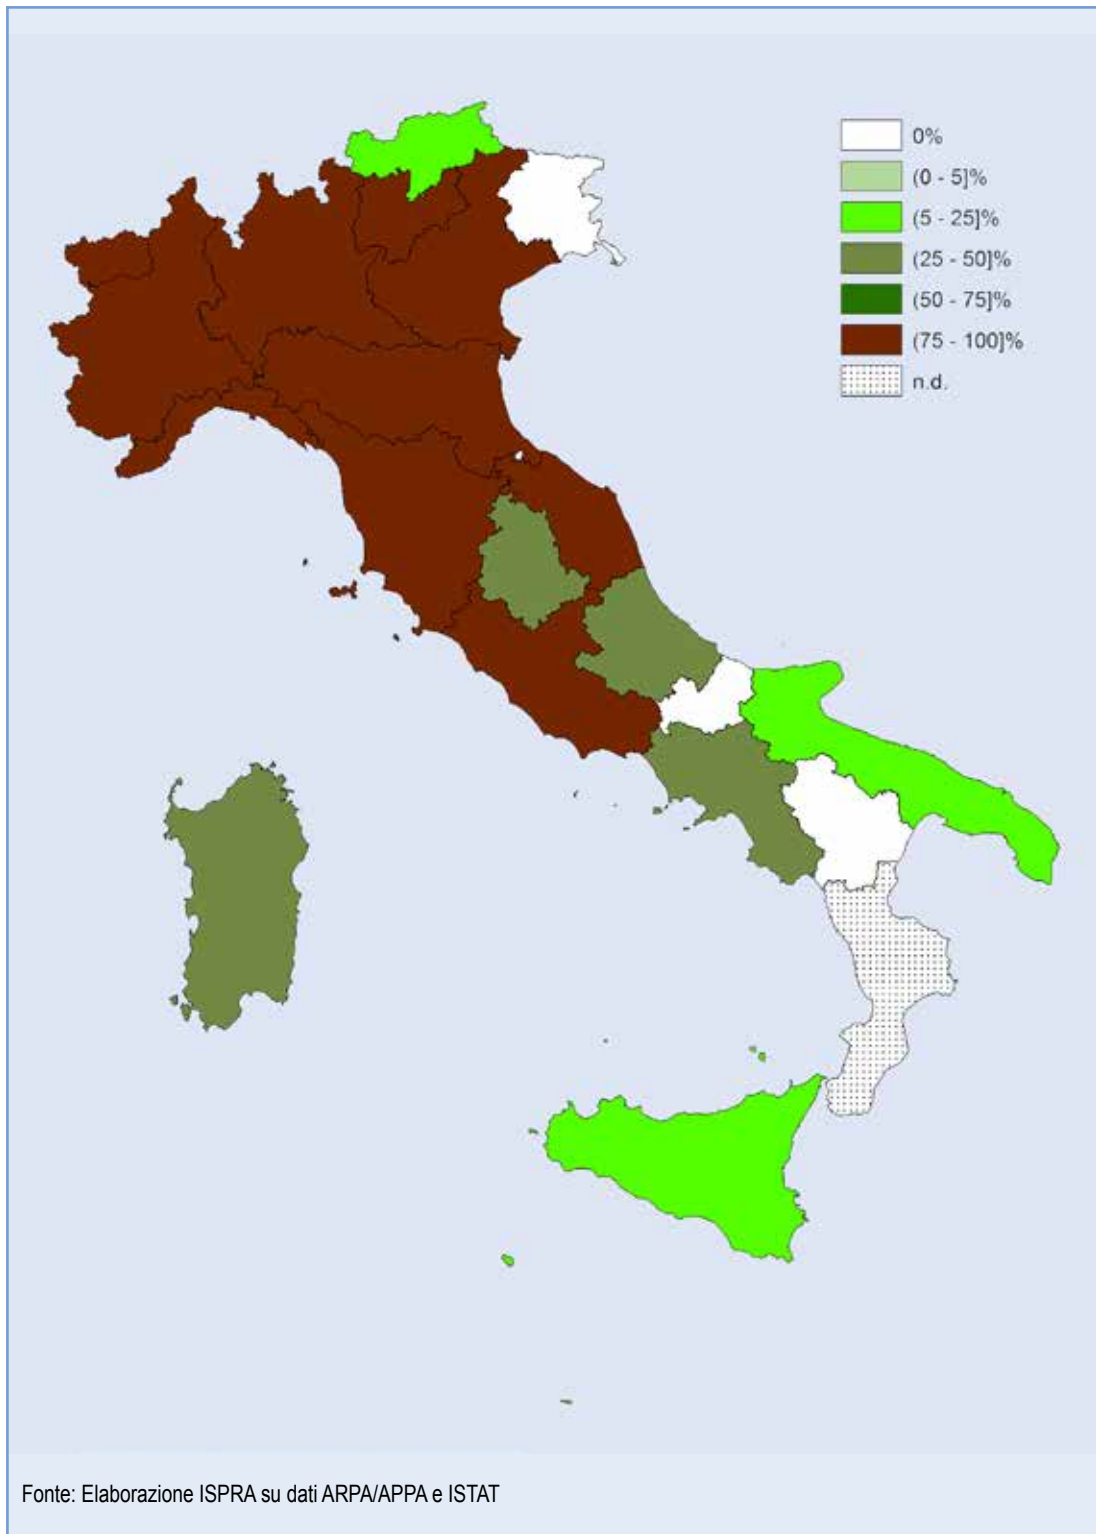 0%
(0 - 5]%
(5 - 25]%
(25 - 50]%
(50 - 75]%
(75 - 100]%
n.d.
Fonte: Elaborazione ISPRA su dati ARPA/APPA e ISTAT